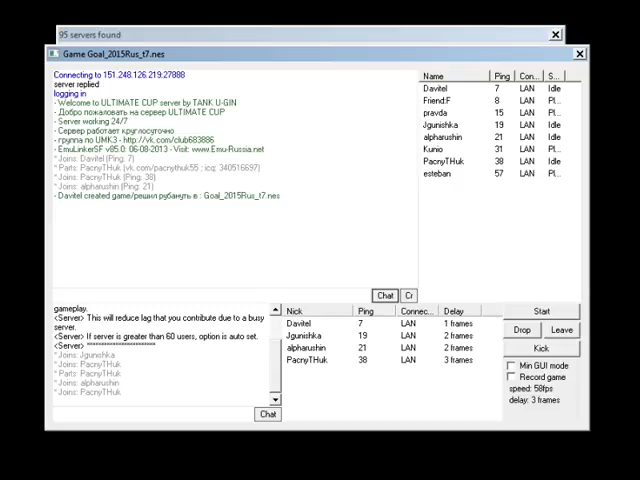 95 servers found
Game Goal_2015Rus_t7.nes
Connecting to 151.248.126.219:27888
server replied
logging in
- Welcome to ULTIMATE CUP server by TANK U-GIN
- Добро пожаловать на сервер ULTIMATE CUP
- Server working 24/7
- Сервер работает круглосуточно
- группа по UMK3 - http://vk.com/club683886
- EmuLinkerSF v85.0: 06-08-2013 - Visit: www.Emu-Russia.net
* Joins: Davitel (Ping: 7)
* Parts: PacnyTHuk (vk.com/pacnythuk55 ; icq: 340516697)
* Joins: PacnyTHuk (Ping: 38)
* Joins: alpharushin (Ping: 21)
- Davitel created game/решил рубануть в : Goal_2015Rus_t7.nes
Name Ping Con... S...
Davitel 7 LAN Idle
Friend:F 8 LAN Pl...
pravda 15 LAN Pl...
Jgunishka 19 LAN Idle
alpharushin 21 LAN Idle
Kunio 31 LAN Pl...
PacnyTHuk 38 LAN Idle
esteban 57 LAN Pl...
Chat Cr
gameplay.
<Server> This will reduce lag that you contribute due to a busy
server.
<Server> If server is greater than 60 users, option is auto set.
* Joins: Jgunishka
* Joins: PacnyTHuk
* Parts: PacnyTHuk
* Joins: alpharushin
* Joins: PacnyTHuk
Chat
Nick Ping Connec... Delay
Davitel 7 LAN 1 frames
Jgunishka 19 LAN 2 frames
alpharushin 21 LAN 2 frames
PacnyTHuk 38 LAN 3 frames
Start
Drop Leave
Kick
Min GUI mode
Record game
speed: 58fps
delay: 3 frames